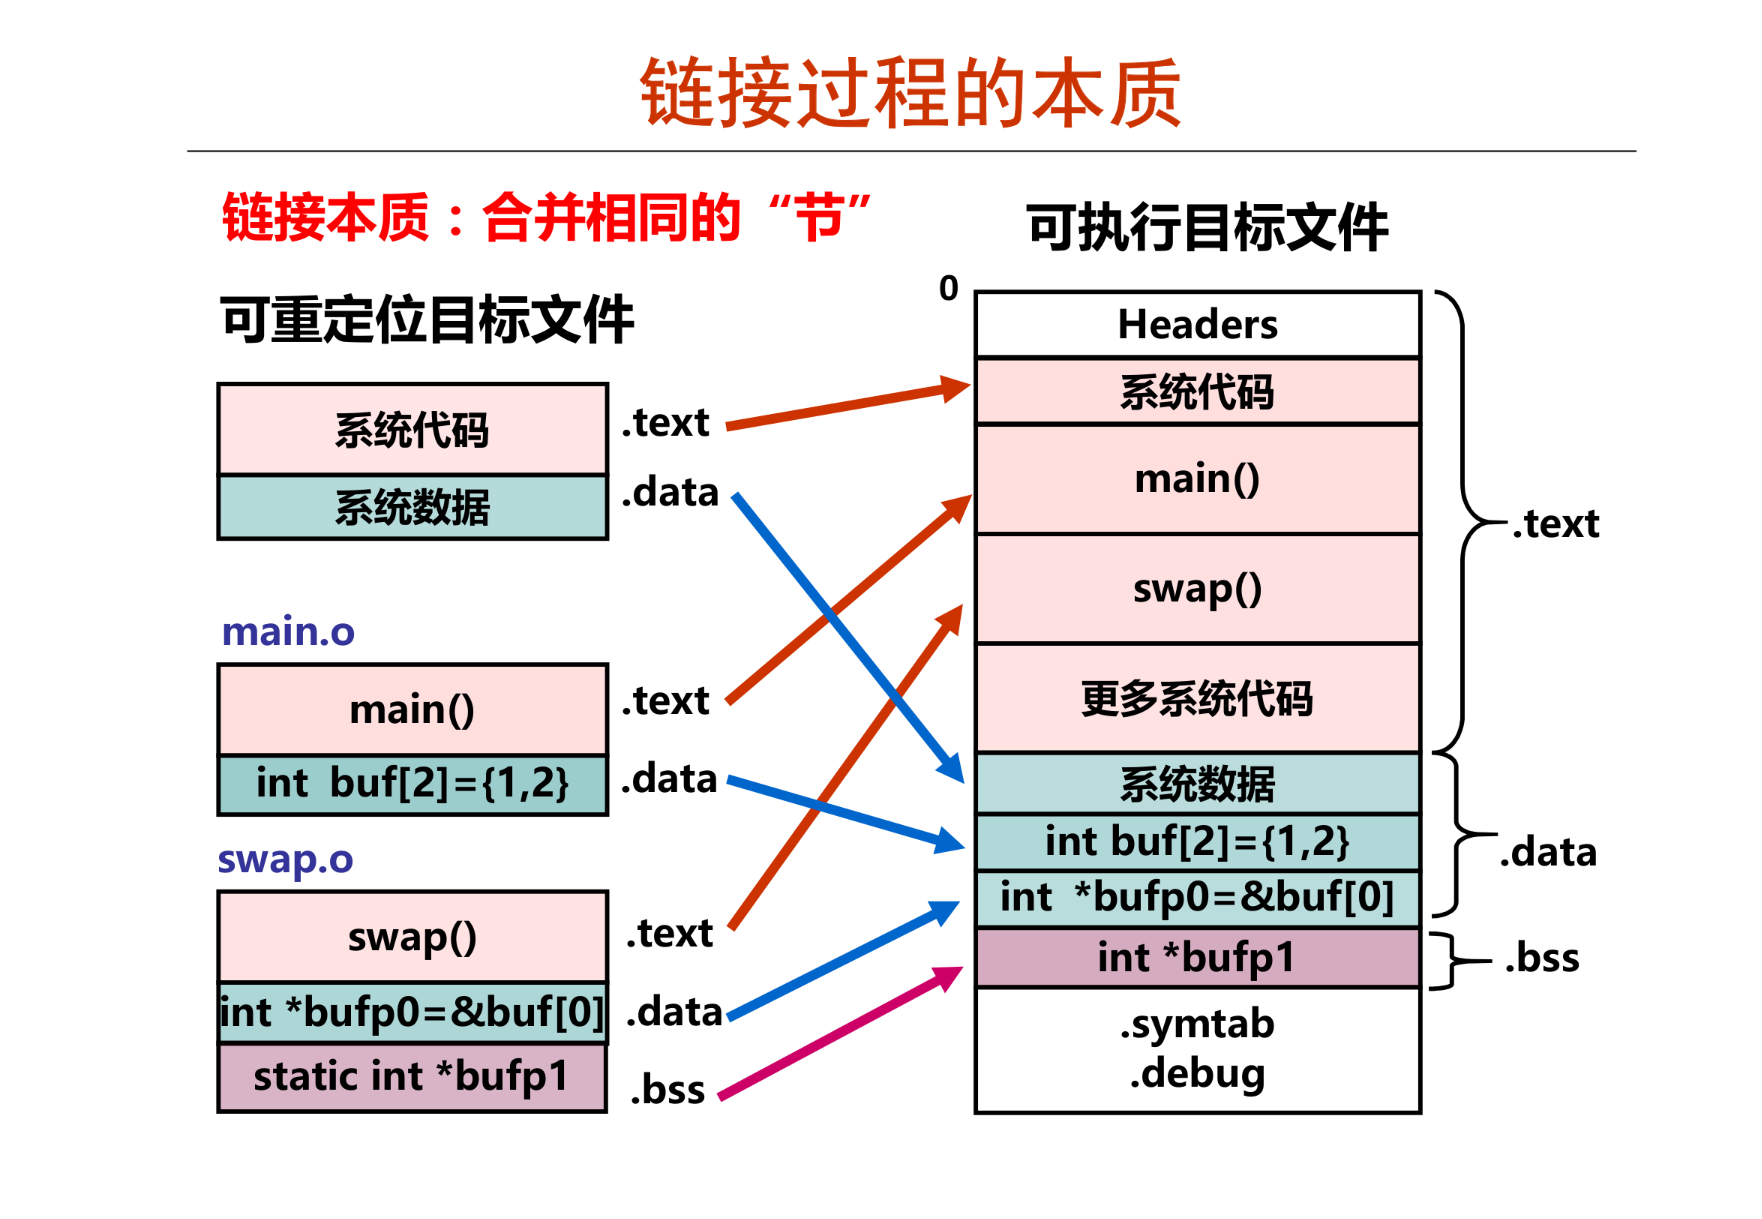 链接过程的本质
链接本质：合并相同的“节”
可执行目标文件
可重定位目标文件
系统代码
.text
系统数据
.data
main.o
main()
.text
int buf[2]={1,2}
.data
swap.o
swap()
.text
int *bufp0=&buf[0]
.data
static int *bufp1
.bss
0
Headers
系统代码
main()
swap()
更多系统代码
.text
系统数据
int buf[2]={1,2}
int *bufp0=&buf[0]
.data
int *bufp1
.bss
.symtab
.debug